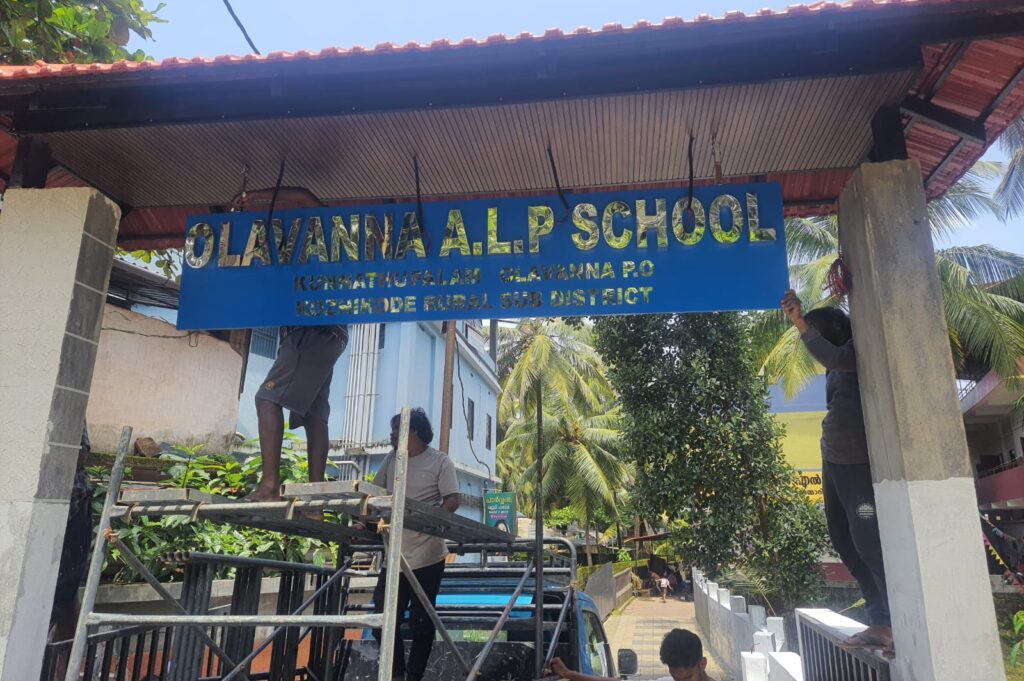 OLAVANNA A.L.P SCHOOL
KUNNATHUPALAM OLAVANNA P.O
KOZHIKODE RURAL SUB DISTRICT